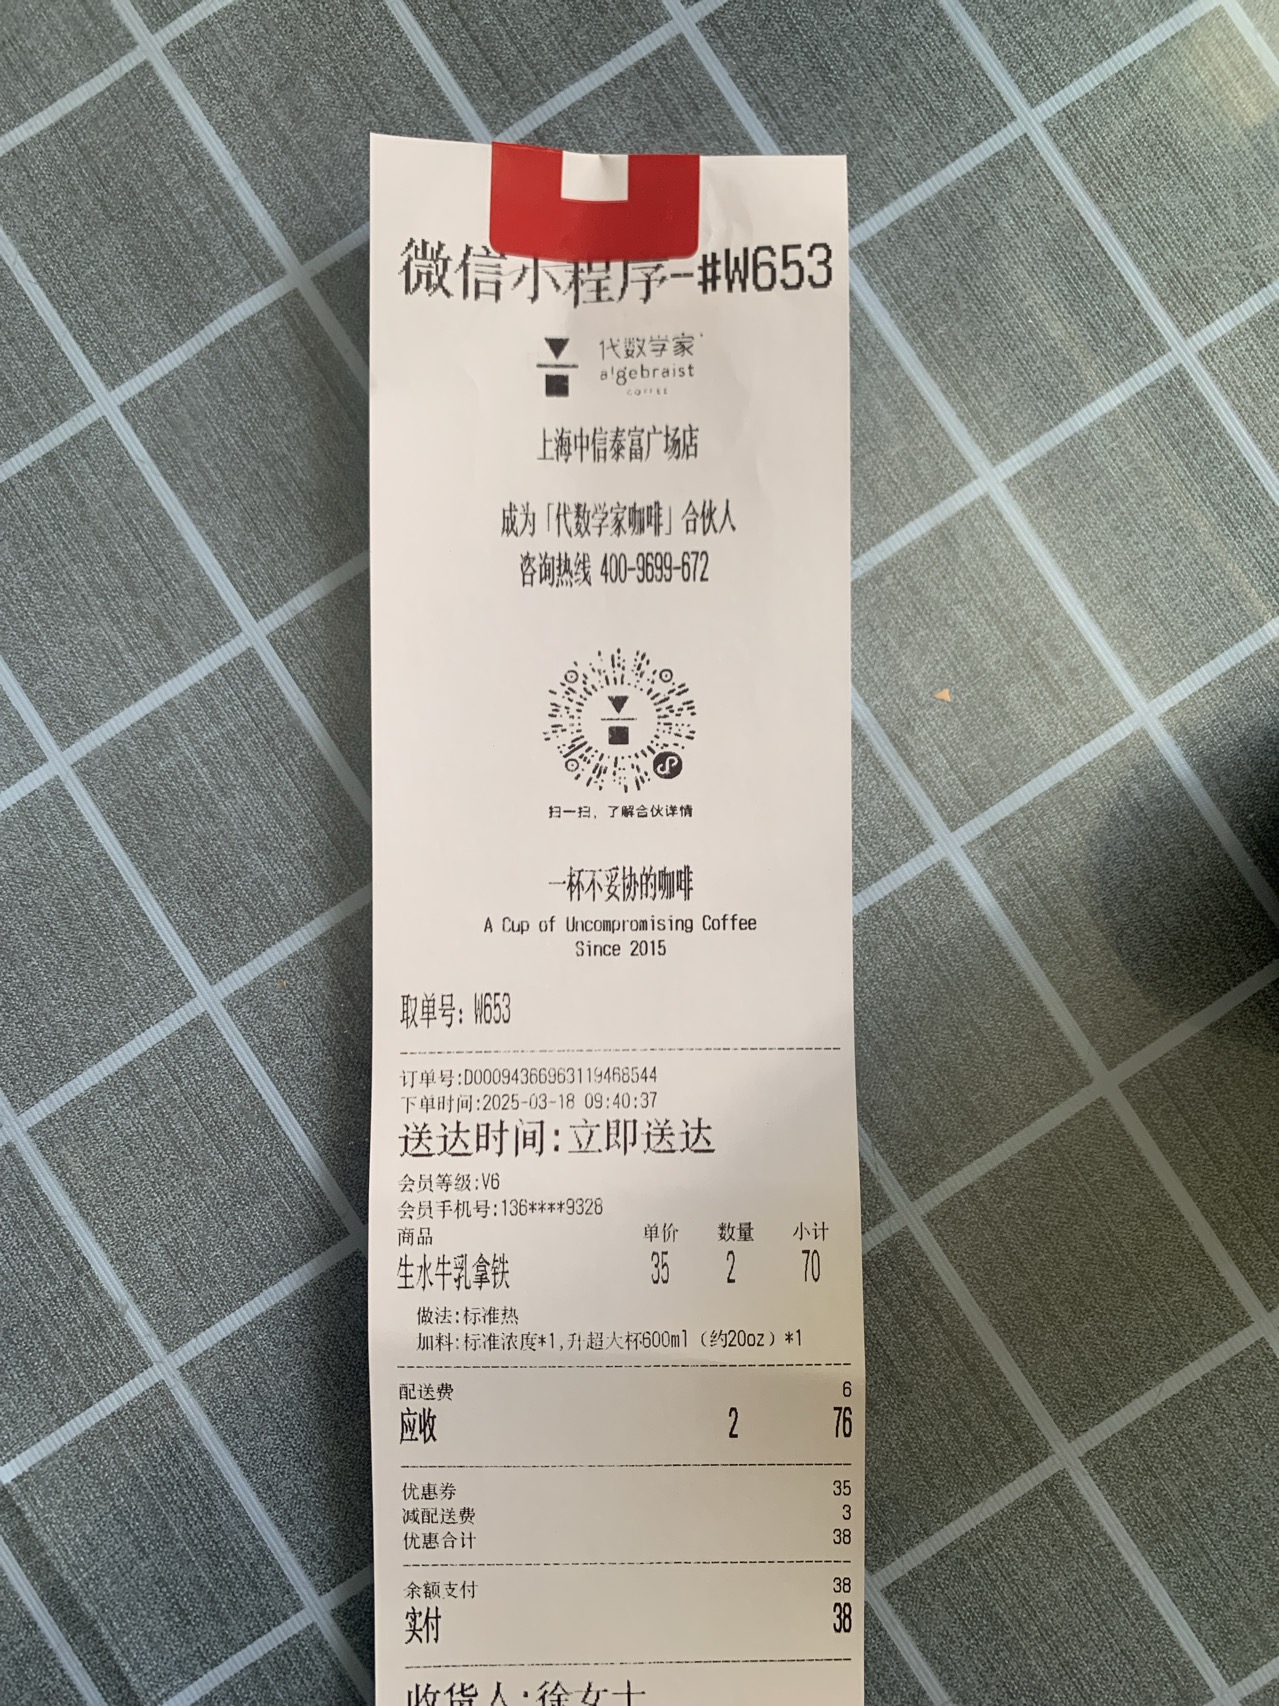 微信小程序-#W653
代数学家
algebraist
COFFEE
上海中信泰富广场店
成为「代数学家咖啡」合伙人
咨询热线 400-9699-672
扫一扫，了解合伙详情
一杯不妥协的咖啡
A Cup of Uncompromising Coffee
Since 2015
取单号: W653
订单号:D00094366963119468544
下单时间:2025-03-18 09:40:37
送达时间:立即送达
会员等级:V6
会员手机号:136****9328
商品 单价 数量 小计
生水牛乳拿铁 35 2 70
做法:标准热
加料:标准浓度*1,升超大杯600ml（约20oz）*1
配送费 6
应收 2 76
优惠券 35
减配送费 3
优惠合计 38
余额支付 38
实付 38
收货人:徐女士